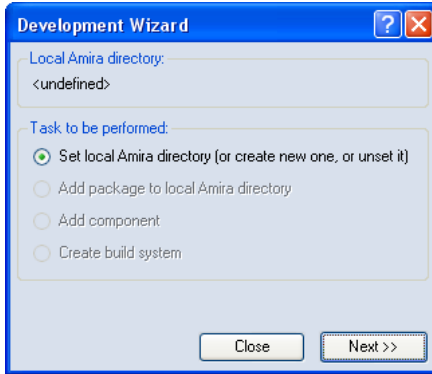 Development Wizard
Local Amira directory:
<undefined>
Task to be performed:
Set local Amira directory (or create new one, or unset it)
Add package to local Amira directory
Add component
Create build system
Close Next >>